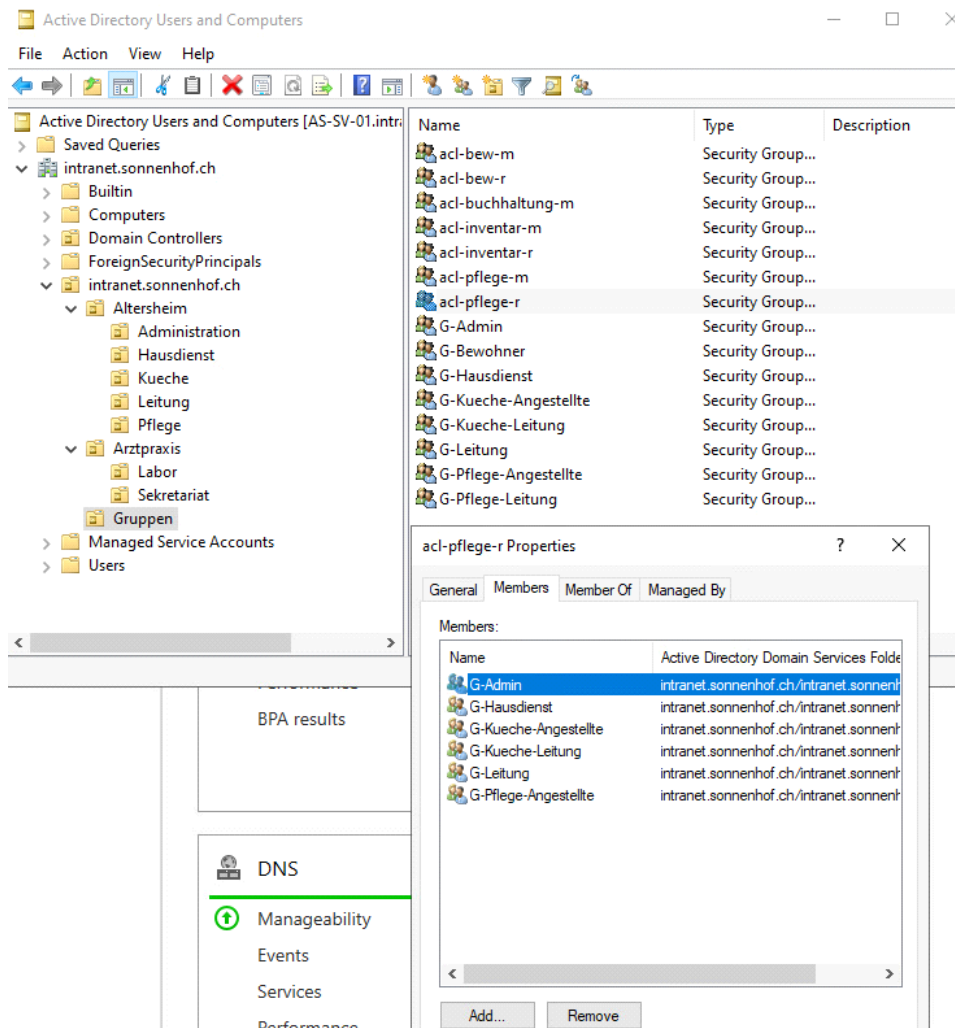 Active Directory Users and Computers
File Action View Help
Active Directory Users and Computers [AS-SV-01.intr
Saved Queries
intranet.sonnenhof.ch
Builtin
Computers
Domain Controllers
ForeignSecurityPrincipals
intranet.sonnenhof.ch
Altersheim
Administration
Hausdienst
Kueche
Leitung
Pflege
Arztpraxis
Labor
Sekretariat
Gruppen
Managed Service Accounts
Users
Name Type Description
acl-bew-m Security Group...
acl-bew-r Security Group...
acl-buchhaltung-m Security Group...
acl-inventar-m Security Group...
acl-inventar-r Security Group...
acl-pflege-m Security Group...
acl-pflege-r Security Group...
G-Admin Security Group...
G-Bewohner Security Group...
G-Hausdienst Security Group...
G-Kueche-Angestellte Security Group...
G-Kueche-Leitung Security Group...
G-Leitung Security Group...
G-Pflege-Angestellte Security Group...
G-Pflege-Leitung Security Group...
acl-pflege-r Properties
General Members Member Of Managed By
Members:
Name Active Directory Domain Services Folde
G-Admin intranet.sonnenhof.ch/intranet.sonnenh
G-Hausdienst intranet.sonnenhof.ch/intranet.sonnenh
G-Kueche-Angestellte intranet.sonnenhof.ch/intranet.sonnenh
G-Kueche-Leitung intranet.sonnenhof.ch/intranet.sonnenh
G-Leitung intranet.sonnenhof.ch/intranet.sonnenh
G-Pflege-Angestellte intranet.sonnenhof.ch/intranet.sonnenh
Add... Remove
Performance
BPA results
DNS
Manageability
Events
Services
Performance